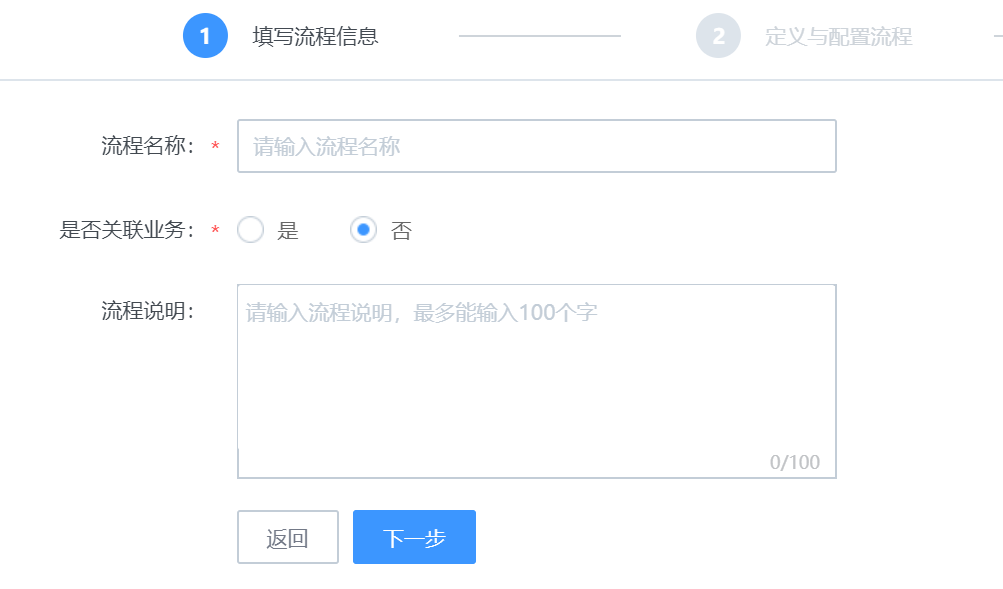 1 填写流程信息 2 定义与配置流程
流程名称： * 请输入流程名称
是否关联业务： * 是 否
流程说明： 请输入流程说明，最多能输入100个字
0/100
返回 下一步